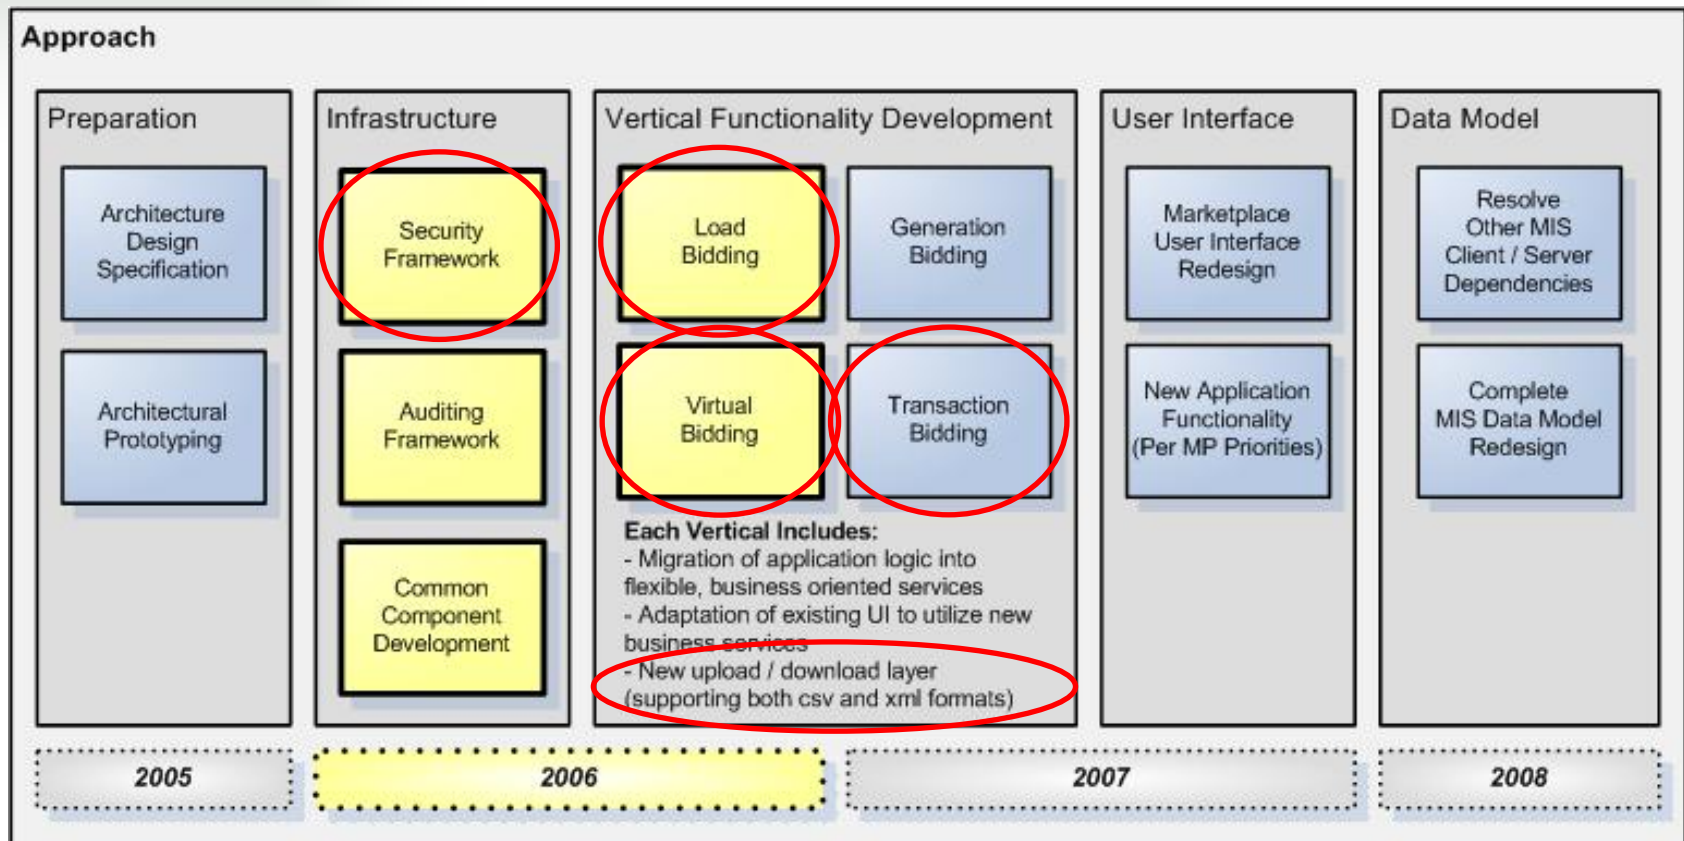 Approach
Preparation
Architecture
Design
Specification
Architectural
Prototyping
Infrastructure
Security
Framework
Auditing
Framework
Common
Component
Development
Vertical Functionality Development
Load
Bidding
Generation
Bidding
Virtual
Bidding
Transaction
Bidding
Each Vertical Includes:
- Migration of application logic into
flexible, business oriented services
- Adaptation of existing UI to utilize new
business services
- New upload / download layer
(supporting both csv and xml formats)
User Interface
Marketplace
User Interface
Redesign
New Application
Functionality
(Per MP Priorities)
Data Model
Resolve
Other MIS
Client / Server
Dependencies
Complete
MIS Data Model
Redesign
2005
2006
2007
2008